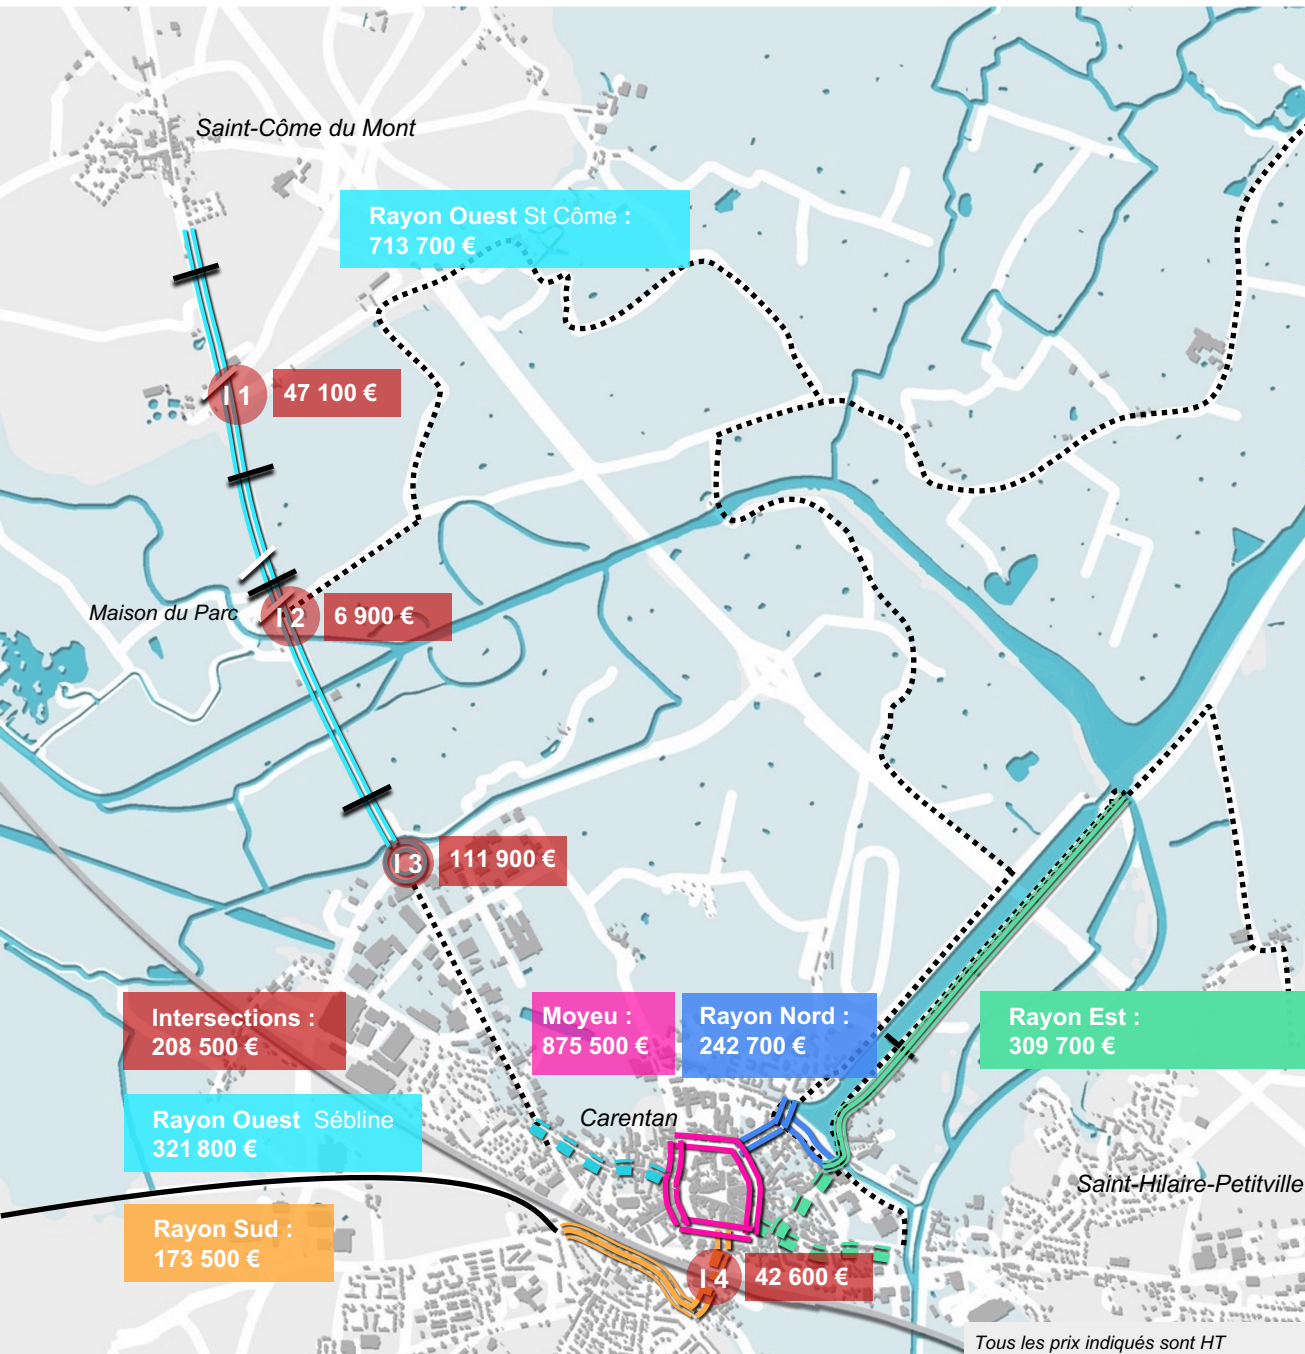 Saint-Côme du Mont
Rayon Ouest St Côme :
713 700 €
I 1
47 100 €
Maison du Parc
I 2
6 900 €
I 3
111 900 €
Intersections :
208 500 €
Moyeu :
875 500 €
Rayon Nord :
242 700 €
Rayon Est :
309 700 €
Rayon Ouest Sébline
321 800 €
Carentan
Saint-Hilaire-Petitville
Rayon Sud :
173 500 €
I 4
42 600 €
Tous les prix indiqués sont HT